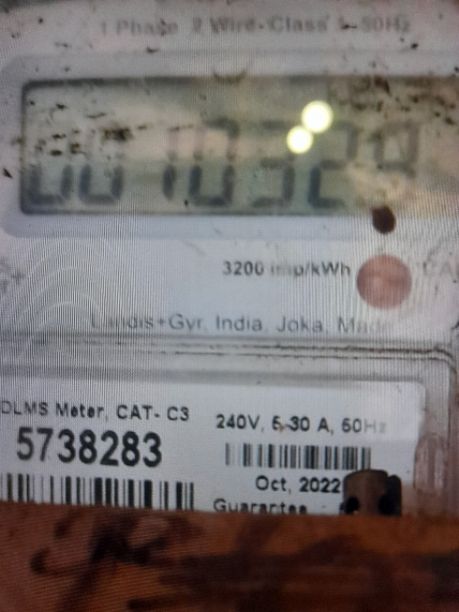 1 Phase 2 Wire-Class 1-50Hz
3200 imp/kWh
Landis+Gyr, India, Joka, Made
DLMS Meter, CAT- C3
240V, 5-30 A, 50Hz
5738283
Oct, 2022
Guarantee